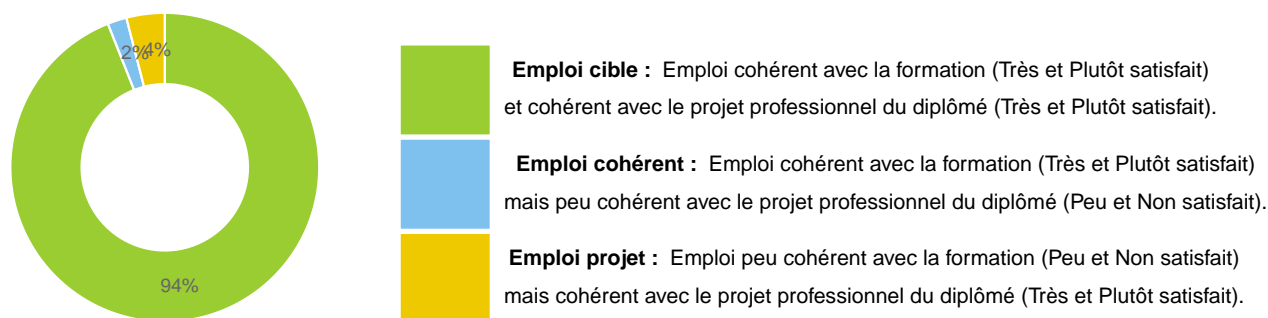 2%
4%
94%
Emploi cible : Emploi cohérent avec la formation (Très et Plutôt satisfait)
et cohérent avec le projet professionnel du diplômé (Très et Plutôt satisfait).
Emploi cohérent : Emploi cohérent avec la formation (Très et Plutôt satisfait)
mais peu cohérent avec le projet professionnel du diplômé (Peu et Non satisfait).
Emploi projet : Emploi peu cohérent avec la formation (Peu et Non satisfait)
mais cohérent avec le projet professionnel du diplômé (Très et Plutôt satisfait).